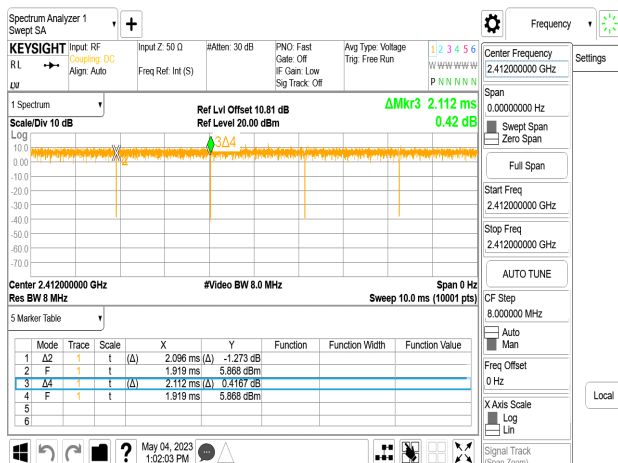 Spectrum Analyzer 1
Swept SA
Frequency
KEYSIGHT
RL
Input: RF
Coupling: DC
Align: Auto
Input Z: 50 Ω
Freq Ref: Int (S)
#Atten: 30 dB
PNO: Fast
Gate: Off
IF Gain: Low
Sig Track: Off
Avg Type: Voltage
Trig: Free Run
1 2 3 4 5 6
W W W W W W
P N N N N N
1 Spectrum
Scale/Div 10 dB
Ref Lvl Offset 10.81 dB
Ref Level 20.00 dBm
ΔMkr3 2.112 ms
0.42 dB
Log
10.0
0.00
-10.0
-20.0
-30.0
-40.0
-50.0
-60.0
-70.0
3Δ4
Center 2.412000000 GHz
Res BW 8 MHz
#Video BW 8.0 MHz
Span 0 Hz
Sweep 10.0 ms (10001 pts)
5 Marker Table
Mode Trace Scale X Y Function Function Width Function Value
1 Δ2 1 t (Δ) 2.096 ms (Δ) -1.273 dB
2 F 1 t 1.919 ms 5.868 dBm
3 Δ4 1 t (Δ) 2.112 ms (Δ) 0.4167 dB
4 F 1 t 1.919 ms 5.868 dBm
5
6
May 04, 2023
1:02:03 PM
Center Frequency
2.412000000 GHz
Settings
Span
0.00000000 Hz
Swept Span
Zero Span
Full Span
Start Freq
2.412000000 GHz
Stop Freq
2.412000000 GHz
AUTO TUNE
CF Step
8.000000 MHz
Auto
Man
Freq Offset
0 Hz
X Axis Scale
Log
Lin
Local
Signal Track
(Span Zoom)